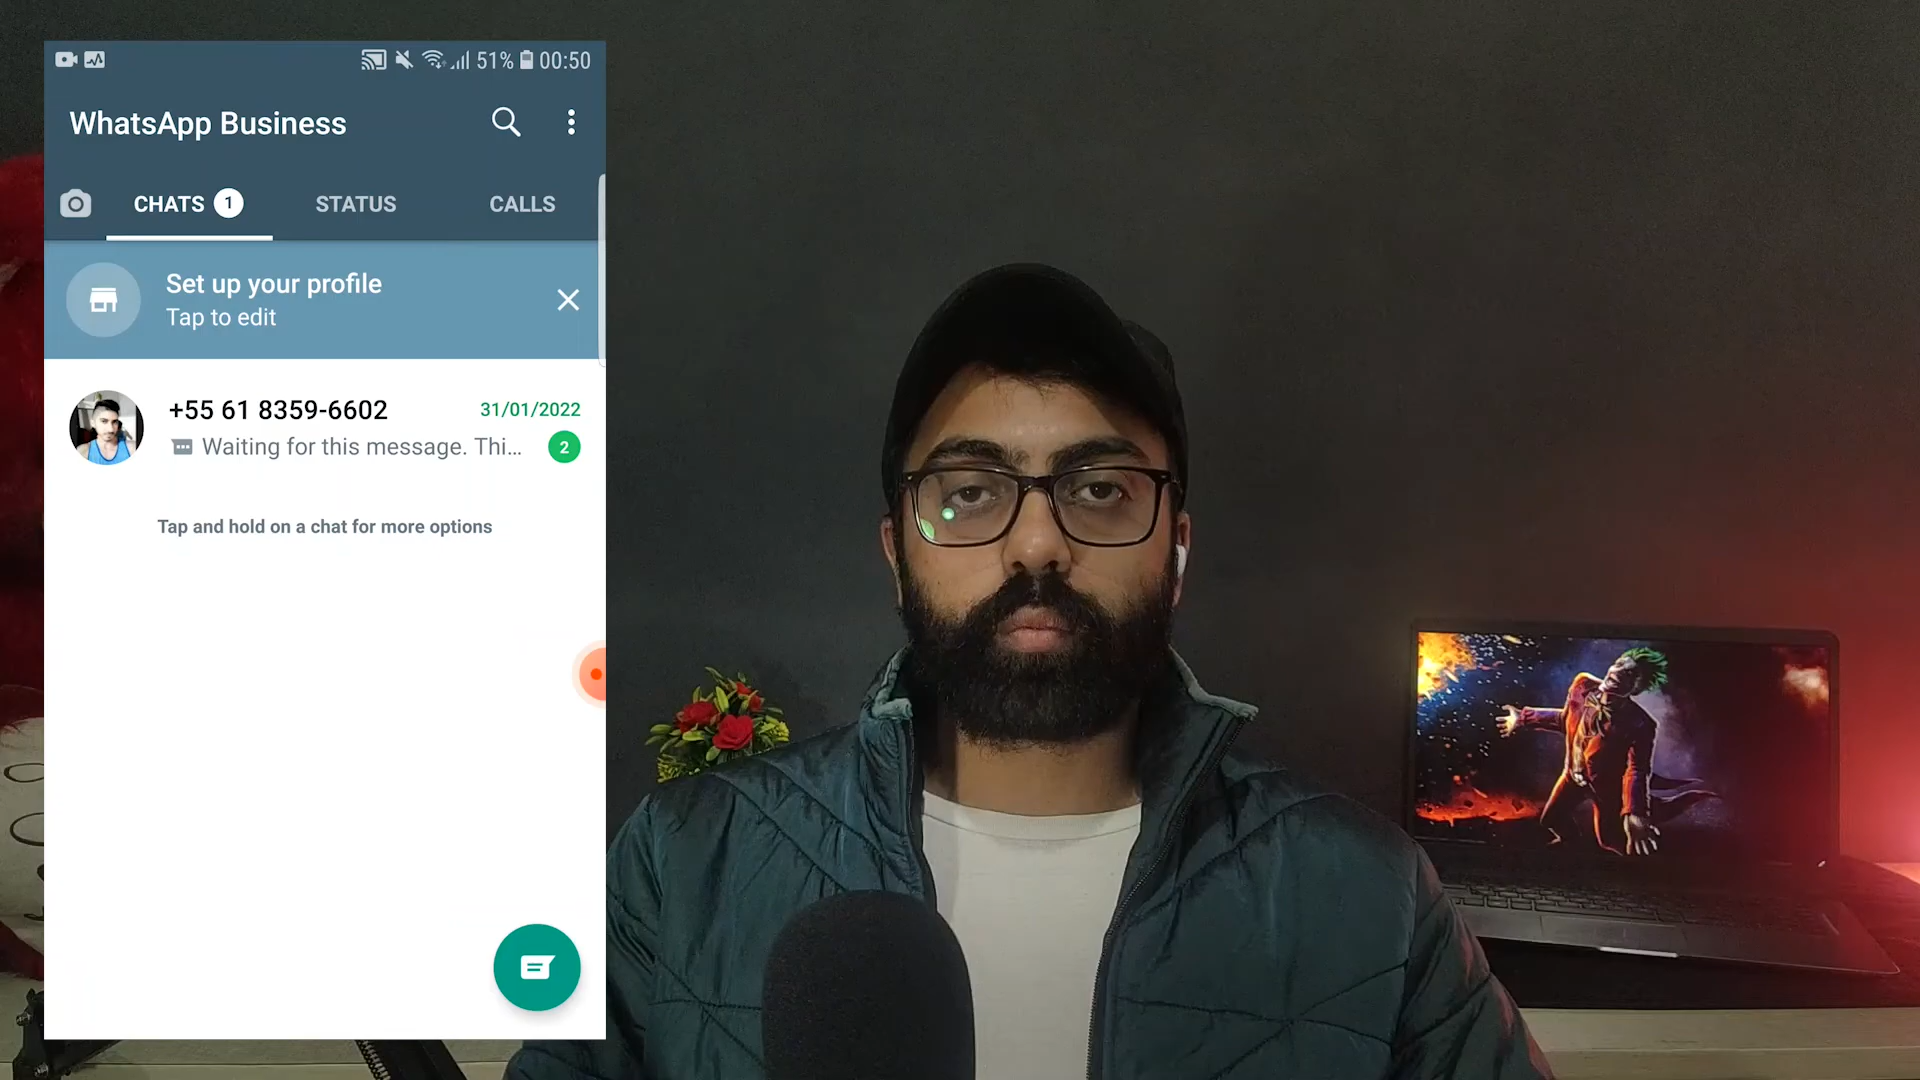 51% 00:50
WhatsApp Business
CHATS 1 STATUS CALLS
Set up your profile
Tap to edit
+55 61 8359-6602 31/01/2022
Waiting for this message. Thi... 2
Tap and hold on a chat for more options